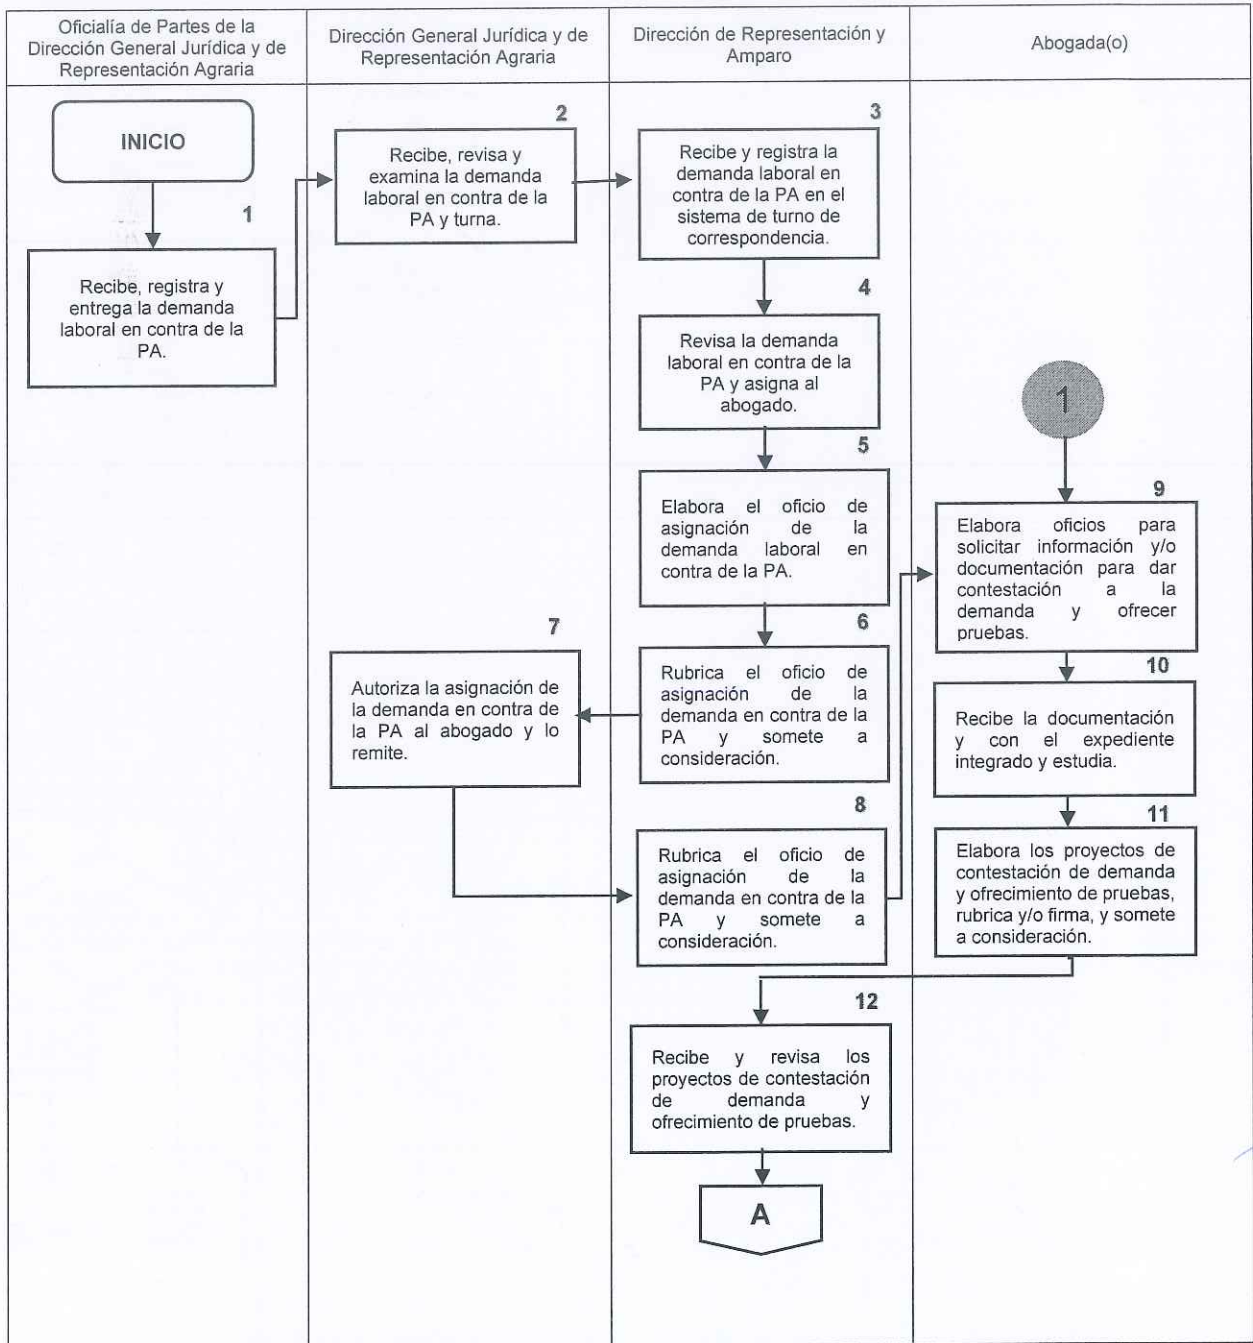 Oficialía de Partes de la
Dirección General Jurídica y de
Representación Agraria
Dirección General Jurídica y de
Representación Agraria
Dirección de Representación y
Amparo
Abogada(o)
INICIO
1
Recibe, registra y
entrega la demanda
laboral en contra de la
PA.
2
Recibe, revisa y
examina la demanda
laboral en contra de la
PA y turna.
3
Recibe y registra la
demanda laboral en
contra de la PA en el
sistema de turno de
correspondencia.
4
Revisa la demanda
laboral en contra de la
PA y asigna al
abogado.
5
Elabora el oficio de
asignación de la
demanda laboral en
contra de la PA.
6
Rubrica el oficio de
asignación de la
demanda en contra de la
PA y somete a
consideración.
7
Autoriza la asignación de
la demanda en contra de
la PA al abogado y lo
remite.
8
Rubrica el oficio de
asignación de la
demanda en contra de la
PA y somete a
consideración.
1
9
Elabora oficios para
solicitar información y/o
documentación para dar
contestación a la
demanda y ofrecer
pruebas.
10
Recibe la documentación
y con el expediente
integrado y estudia.
11
Elabora los proyectos de
contestación de demanda
y ofrecimiento de pruebas,
rubrica y/o firma, y somete
a consideración.
12
Recibe y revisa los
proyectos de contestación
de demanda y
ofrecimiento de pruebas.
A